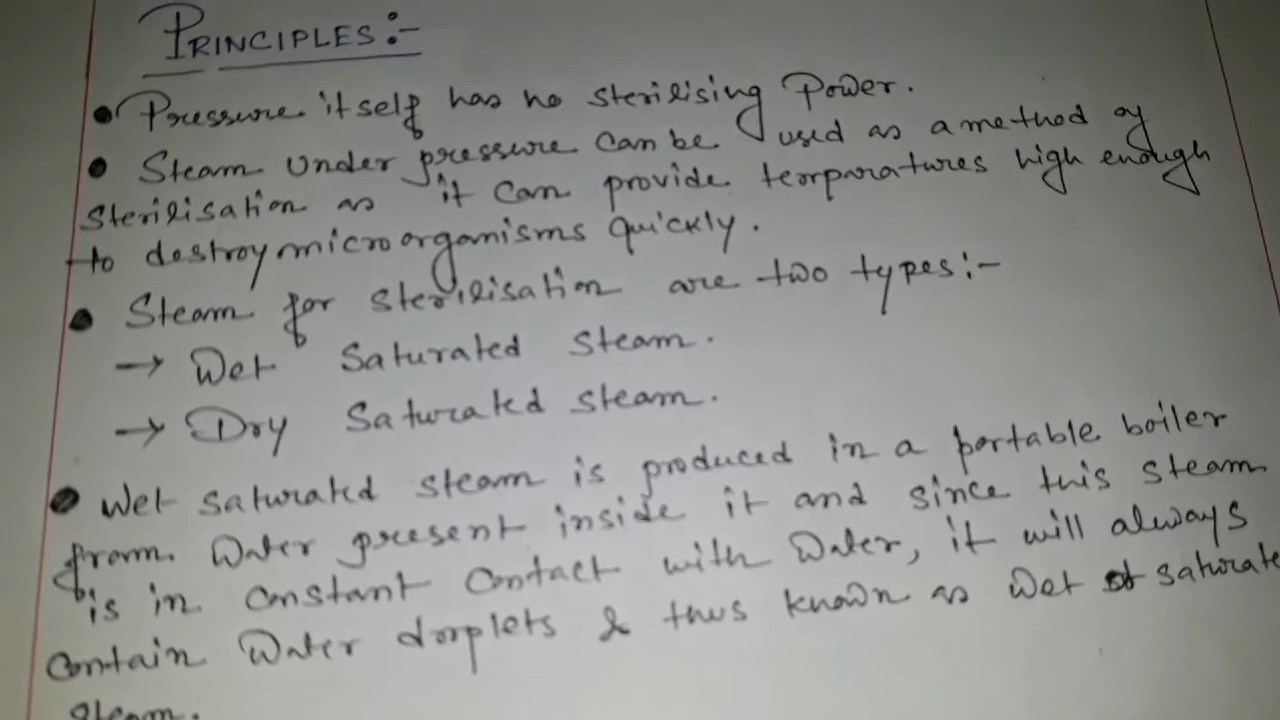 PRINCIPLES:-
● Pressure itself has no sterilising Power.
● Steam Under pressure can be used as a method of
sterilisation as it can provide temparatures high enough
to destroy microorganisms quickly.
● Steam for sterilisation are two types:-
→ Wet Saturated steam.
→ Dry Saturated steam.
● Wet saturated steam is produced in a portable boiler
from Water present inside it and since this steam
is in constant contact with Water, it will always
contain Water droplets & thus known as Wet saturate
steam.